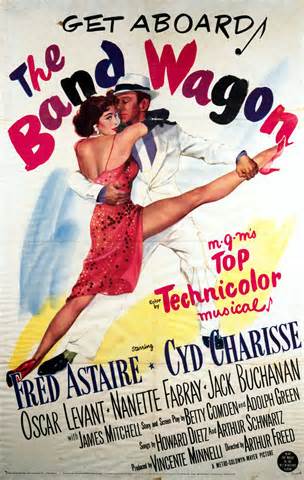 GET ABOARD
The
Band Wagon
M-G-M's
TOP
Color by
Technicolor
musical
starring
FRED ASTAIRE * CYD CHARISSE
OSCAR LEVANT · NANETTE FABRAY · JACK BUCHANAN
with JAMES MITCHELL Story and Screen Play by BETTY COMDEN and ADOLPH GREEN
Songs by HOWARD DIETZ and ARTHUR SCHWARTZ
Produced by VINCENTE MINNELLI Directed by ARTHUR FREED
A METRO-GOLDWYN-MAYER PICTURE